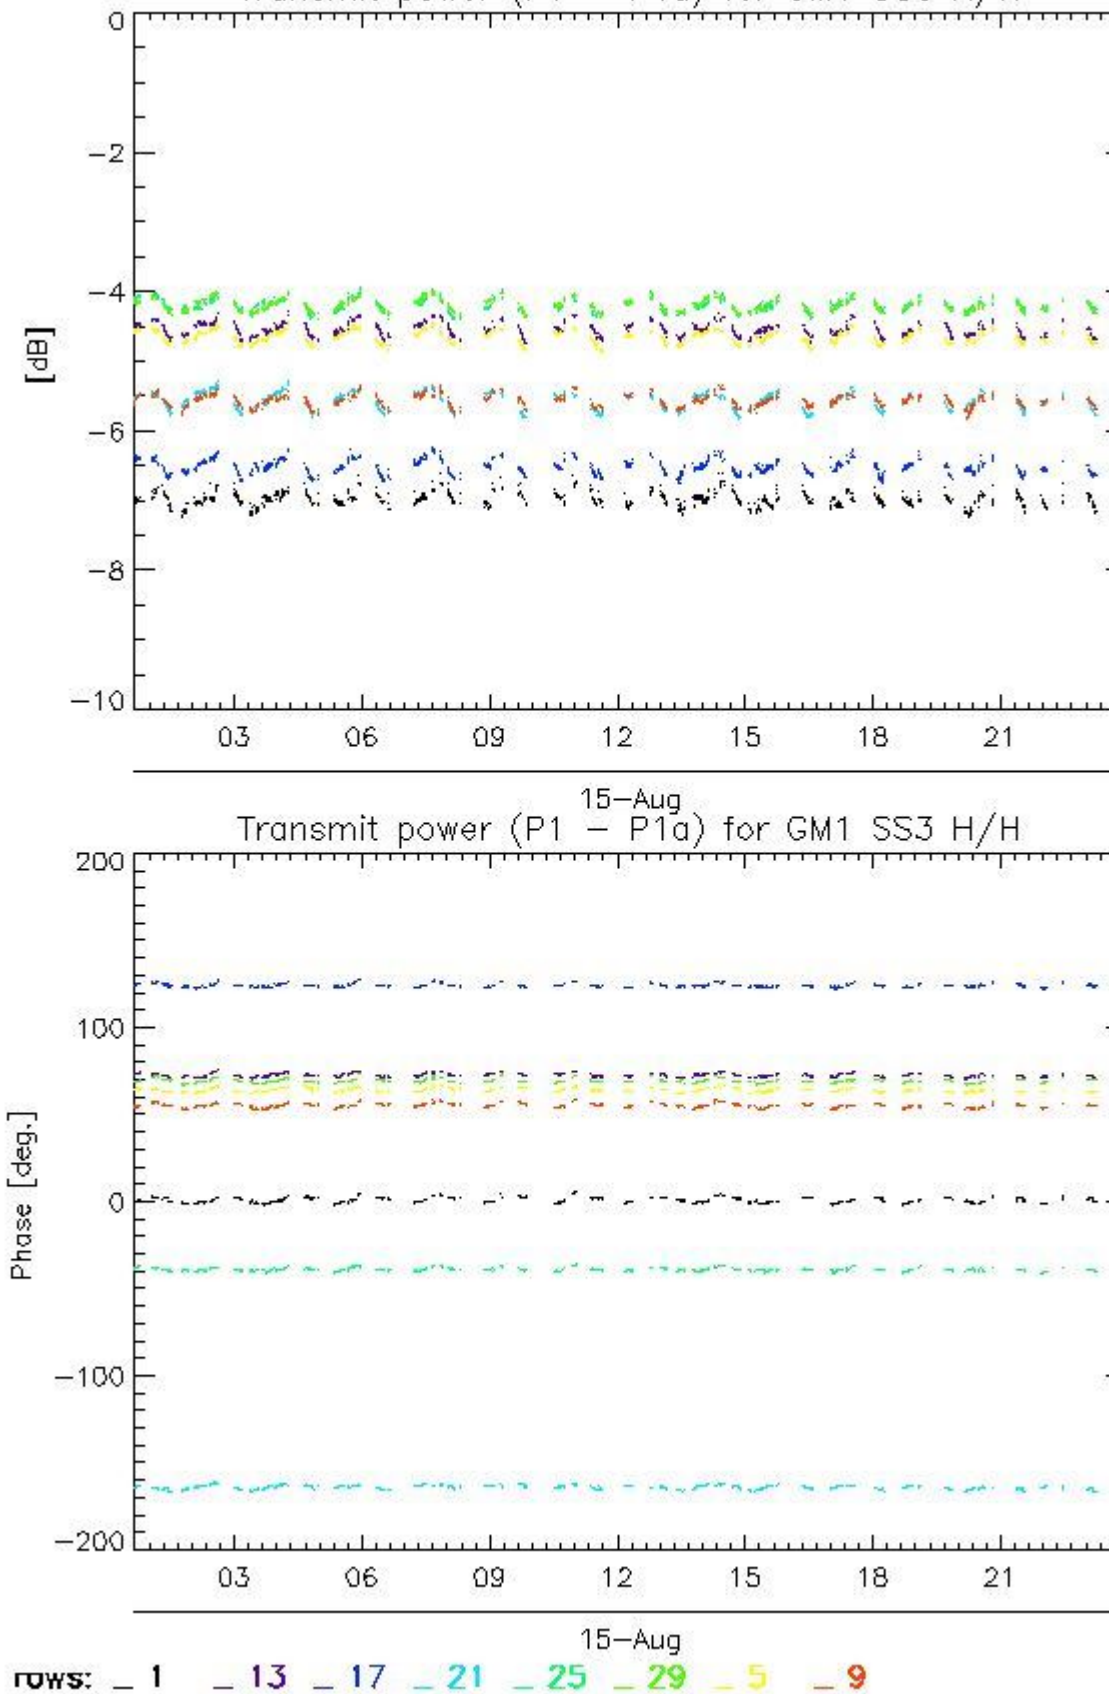 0
−2
−4
[dB]
−6
−8
−10
03 06 09 12 15 18 21
15−Aug
Transmit power (P1 − P1a) for GM1 SS3 H/H
200
100
Phase [deg.]
0
−100
−200
03 06 09 12 15 18 21
15−Aug
rows: _ 1 _ 13 _ 17 _ 21 _ 25 _ 29 _ 5 _ 9